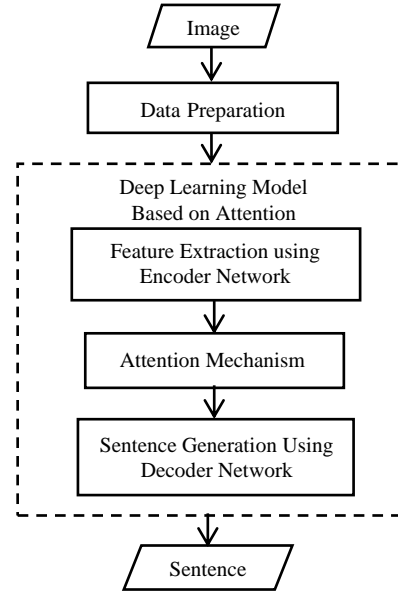 Image
Data Preparation
Deep Learning Model
Based on Attention
Feature Extraction using
Encoder Network
Attention Mechanism
Sentence Generation Using
Decoder Network
Sentence